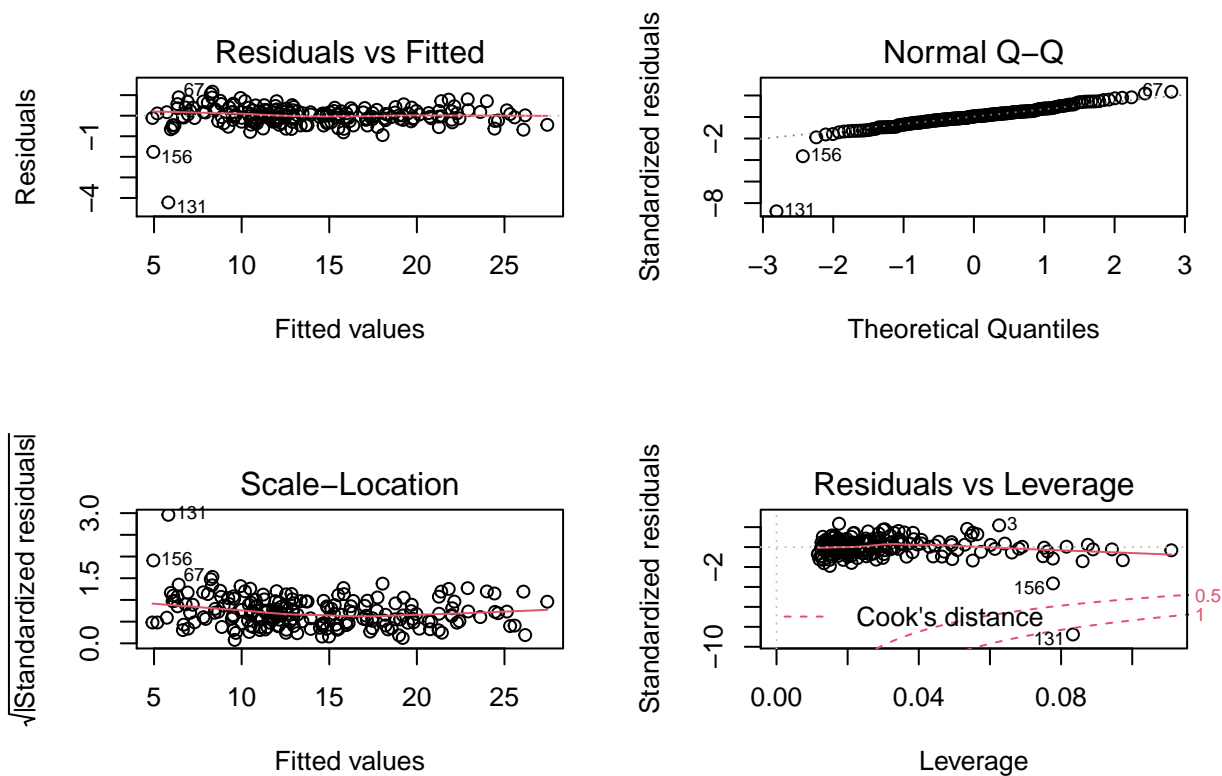 Residuals vs Fitted
Residuals
−1
−4
67
156
131
5 10 15 20 25
Fitted values
Normal Q−Q
Standardized residuals
−2
−8
67
156
131
−3 −2 −1 0 1 2 3
Theoretical Quantiles
Scale−Location
√|Standardized residuals|
3.0
1.5
0.0
131
156
67
5 10 15 20 25
Fitted values
Residuals vs Leverage
Standardized residuals
−2
−10
3
156
131
Cook's distance
0.5
1
0.00 0.04 0.08
Leverage